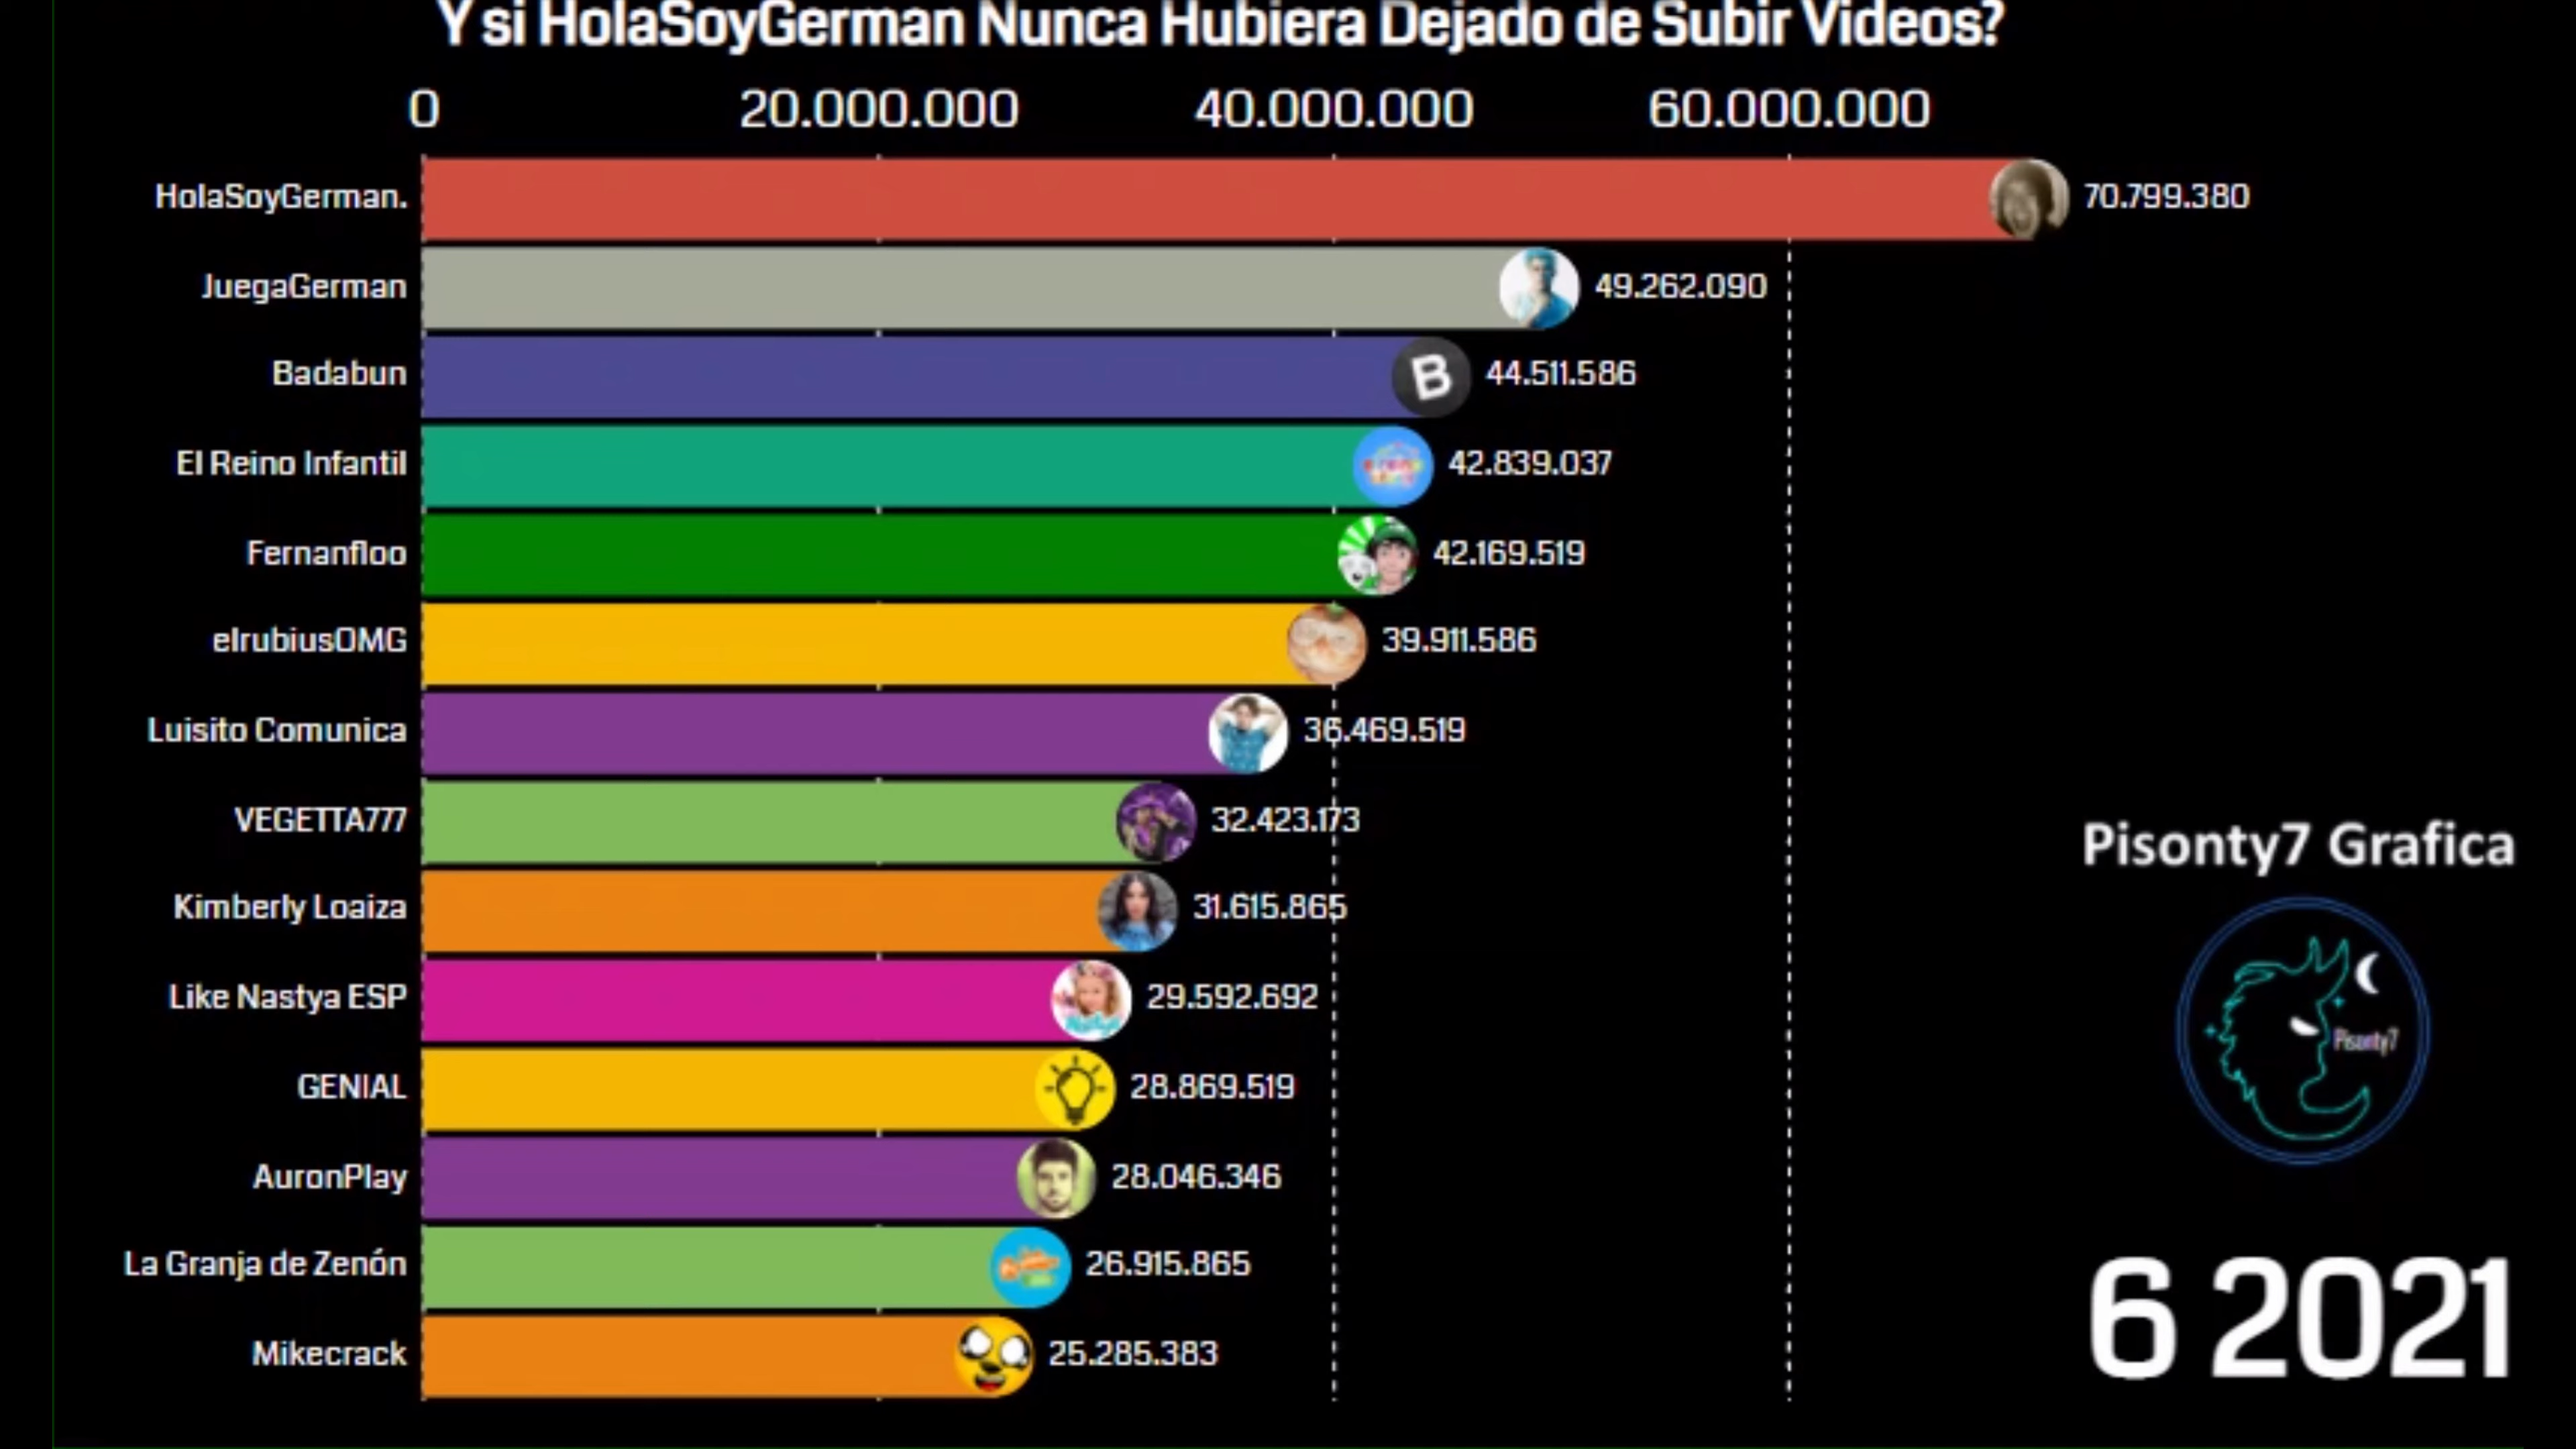 Y si HolaSoyGerman Nunca Hubiera Dejado de Subir Videos?
0 20.000.000 40.000.000 60.000.000
HolaSoyGerman. 70.799.380
JuegaGerman 49.262.090
Badabun B 44.511.586
El Reino Infantil 42.839.037
Fernanfloo 42.169.519
elrubiusOMG 39.911.586
Luisito Comunica 36.469.519
VEGETTA777 32.423.173
Kimberly Loaiza 31.615.865
Like Nastya ESP 29.592.692
GENIAL 28.869.519
AuronPlay 28.046.346
La Granja de Zenón 26.915.865
Mikecrack 25.285.383
Pisonty7 Grafica
Pisonty7
6 2021